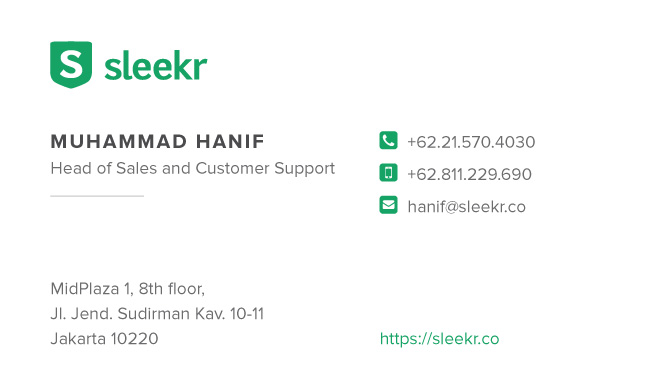 S sleekr
MUHAMMAD HANIF
Head of Sales and Customer Support
+62.21.570.4030
+62.811.229.690
hanif@sleekr.co
MidPlaza 1, 8th floor,
Jl. Jend. Sudirman Kav. 10-11
Jakarta 10220
https://sleekr.co